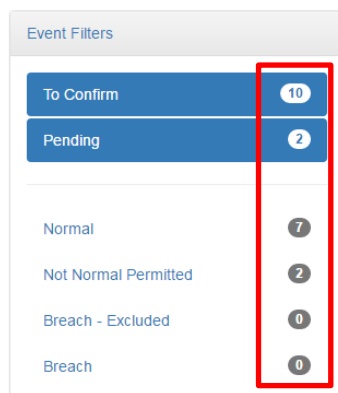 Event Filters
To Confirm 10
Pending 2
Normal 7
Not Normal Permitted 2
Breach - Excluded 0
Breach 0